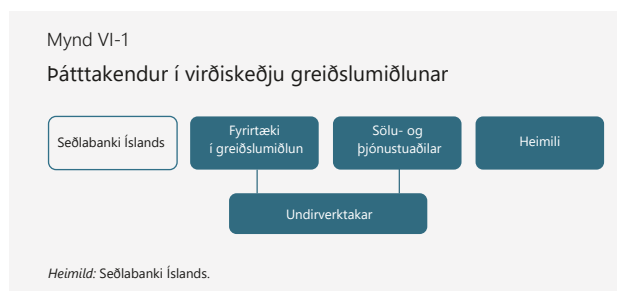 Mynd VI-1
Þátttakendur í virðiskeðju greiðslumiðlunar
Seðlabanki Íslands
Fyrirtæki
í greiðslumiðlun
Sölu- og
þjónustuaðilar
Heimili
Undirverktakar
Heimild: Seðlabanki Íslands.